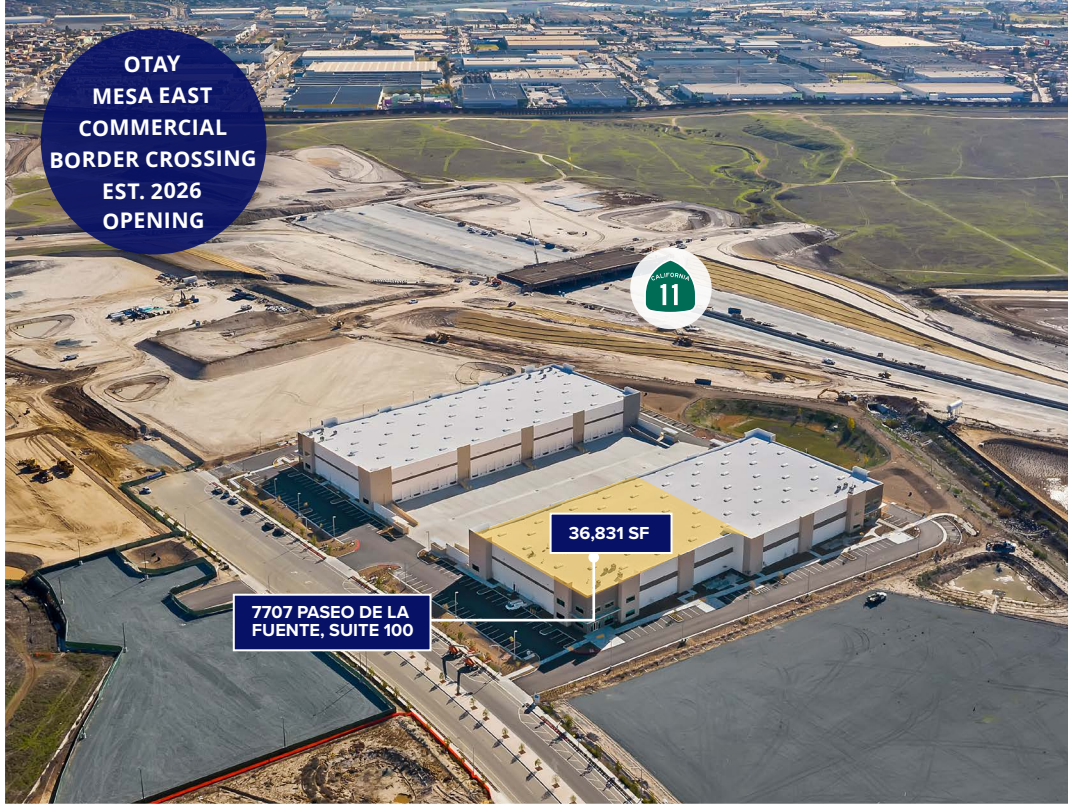 OTAY
MESA EAST
COMMERCIAL
BORDER CROSSING
EST. 2026
OPENING
CALIFORNIA
11
36,831 SF
7707 PASEO DE LA
FUENTE, SUITE 100